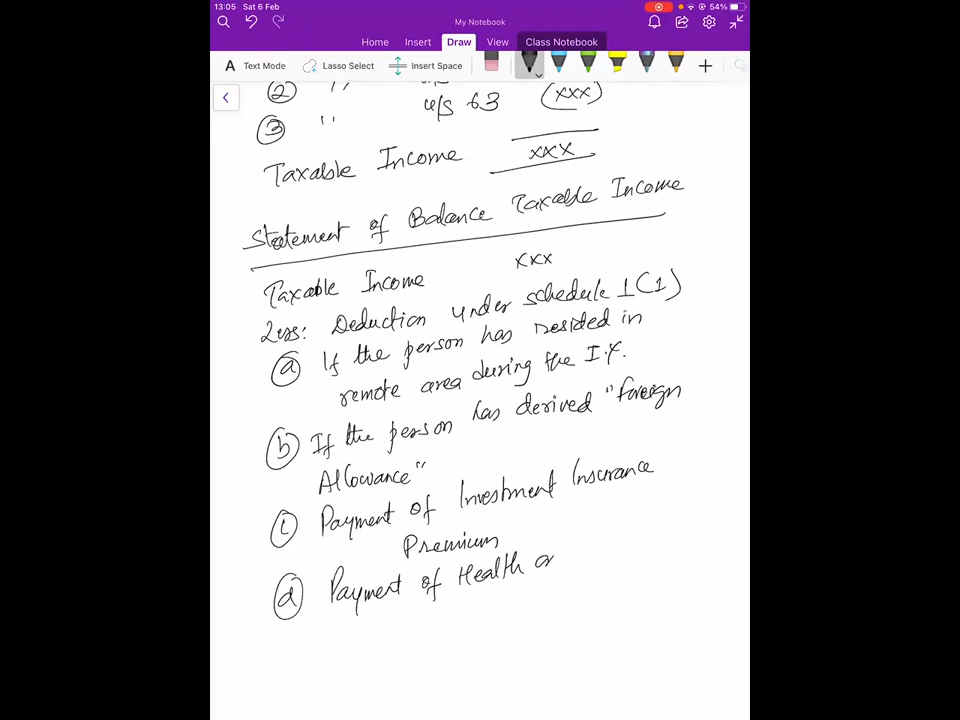 13:05 Sat 6 Feb
54%
My Notebook
Home Insert Draw View Class Notebook
A Text Mode Lasso Select Insert Space
② ,,
u/s 63 (xxx)
③ ,,
Taxable Income xxx
Statement of Balance Taxable Income
Taxable Income xxx
Less: Deduction under schedule 1(1)
ⓐ If the person has resided in
remote area during the I.Y.
ⓑ If the person has derived "foreign
Allowance"
ⓒ Payment of Investment Insurance
Premium
ⓓ Payment of Health